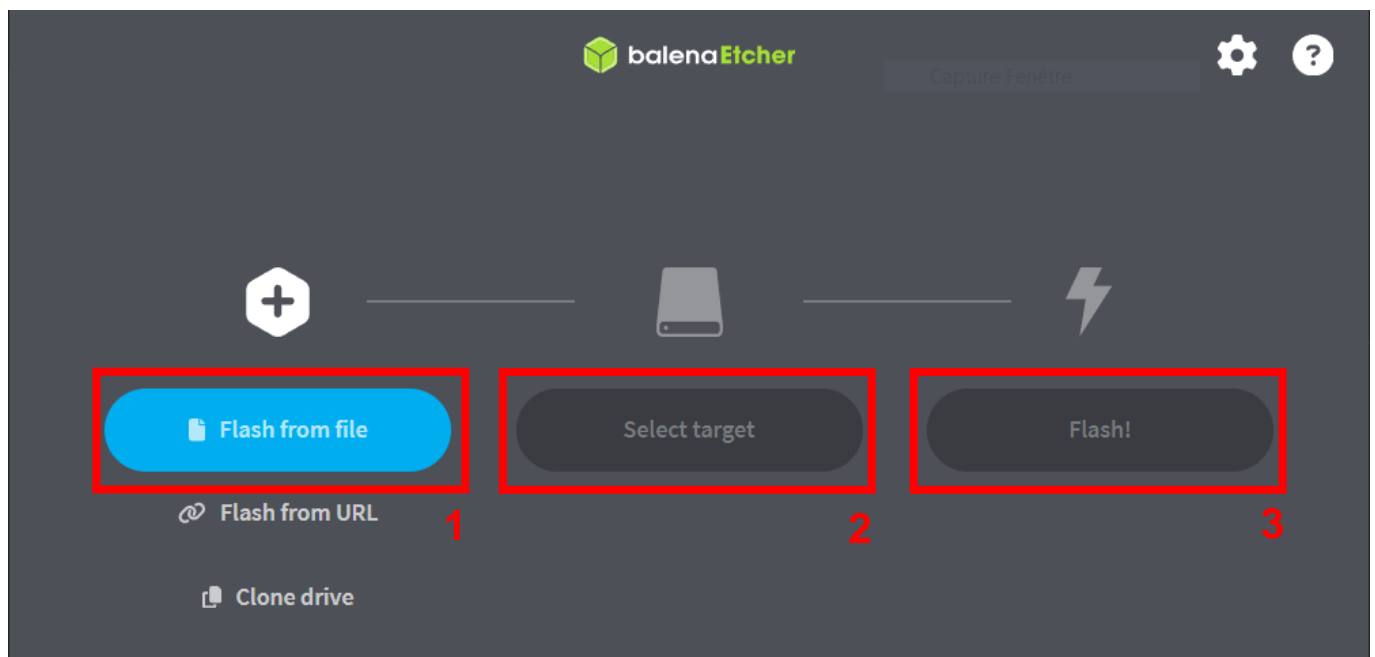 balenaEtcher
Capture Fenêtre
?
Flash from file
Select target
Flash!
Flash from URL
1
2
3
Clone drive